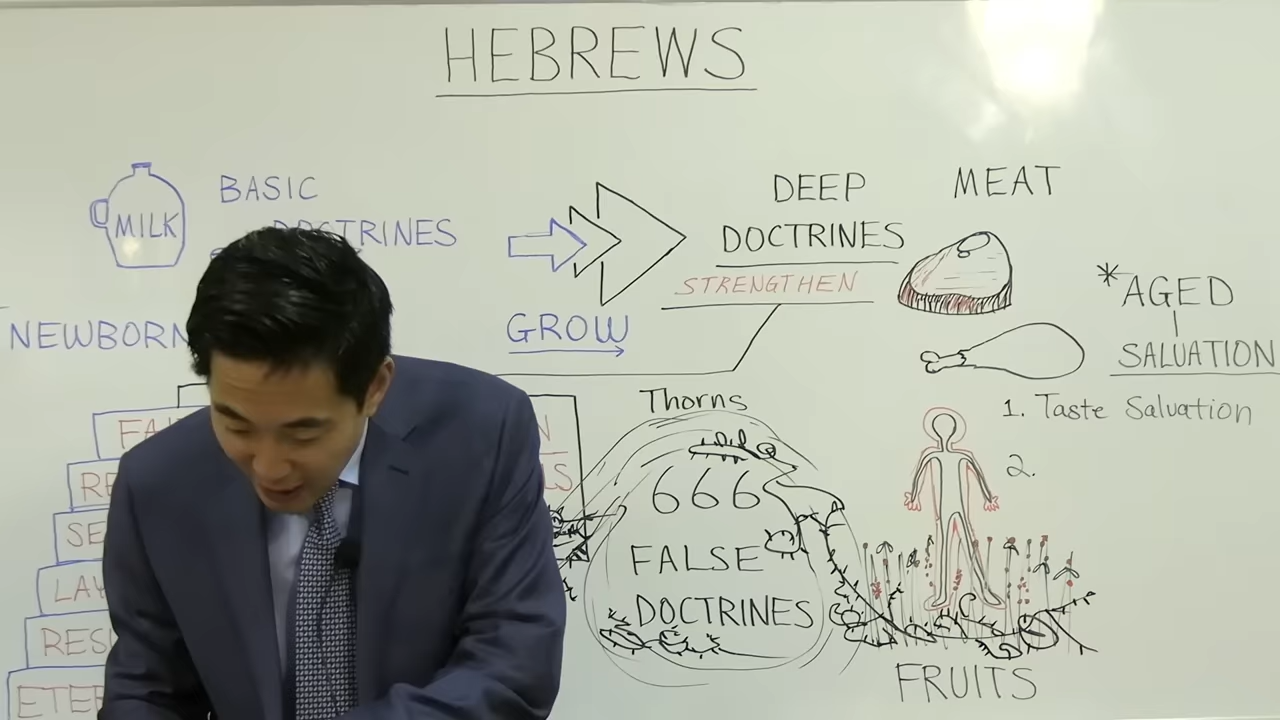 HEBREWS
BASIC
DOCTRINES
MILK
DEEP
DOCTRINES
STRENGTHEN
MEAT
*AGED
SALUATION
NEWBORN
GROW
Thorns
666
FALSE
DOCTRINES
1. Taste Salvation
2.
FRUITS